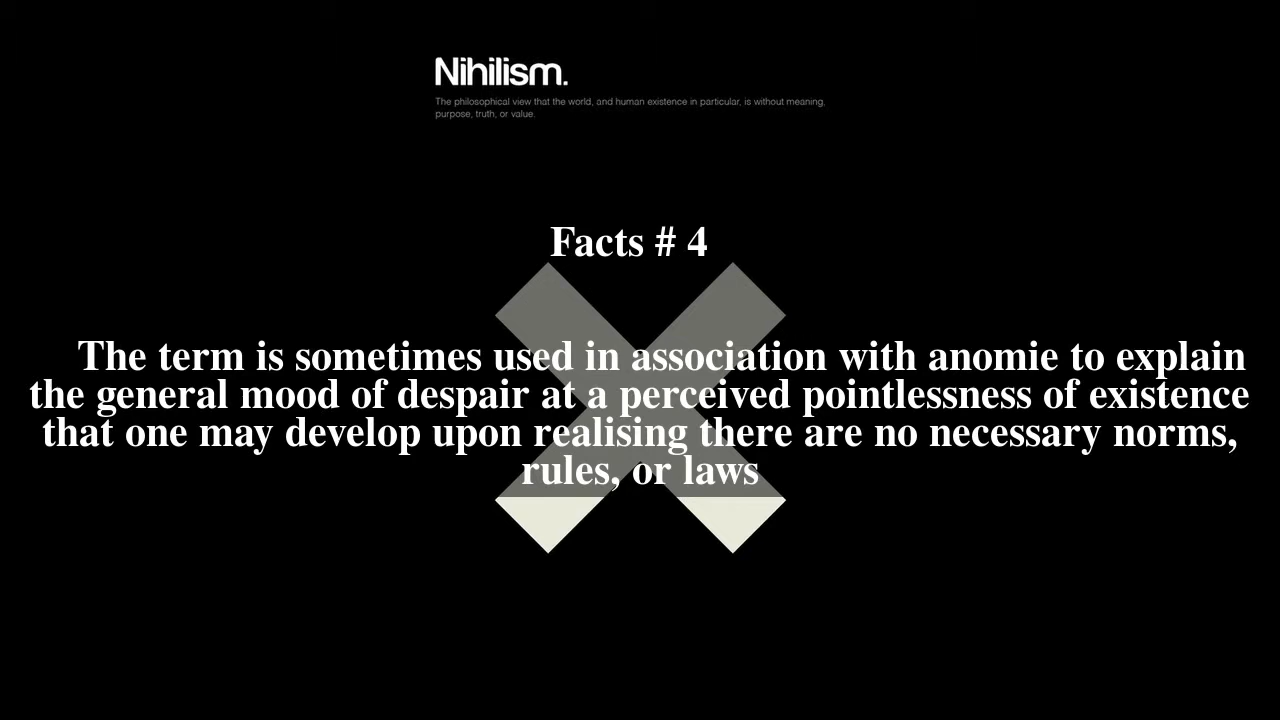 Nihilism.
The philosophical view that the world, and human existence in particular, is without meaning,
purpose, truth, or value.
Facts # 4
The term is sometimes used in association with anomie to explain
the general mood of despair at a perceived pointlessness of existence
that one may develop upon realising there are no necessary norms,
rules, or laws